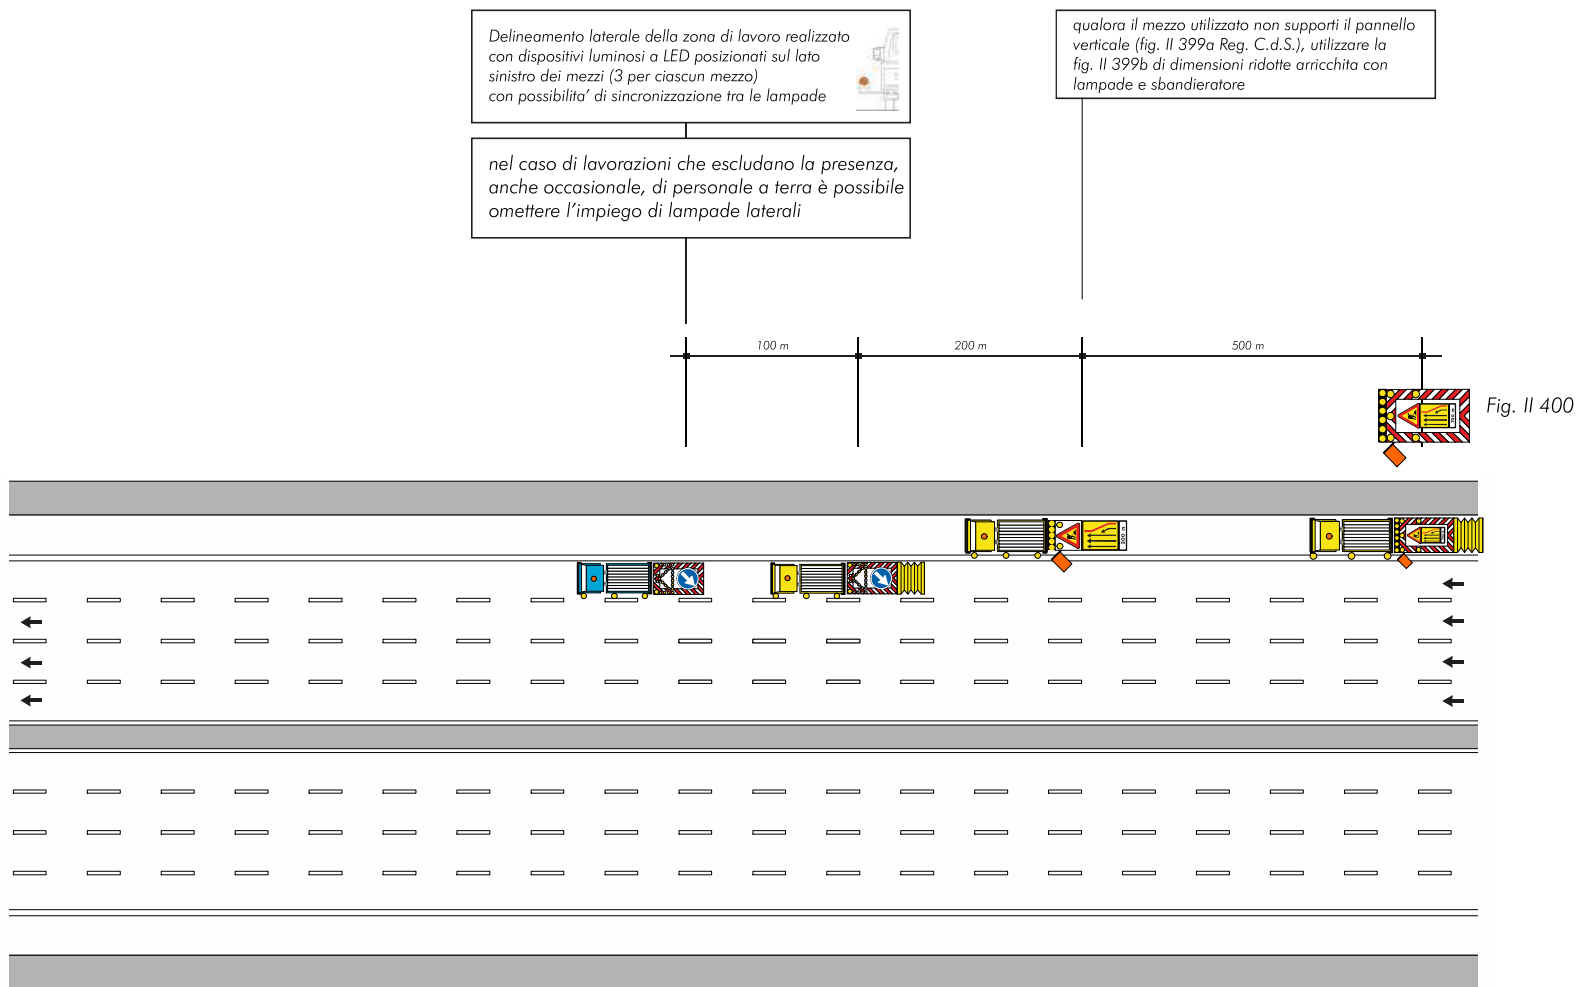 Delineamento laterale della zona di lavoro realizzato
con dispositivi luminosi a LED posizionati sul lato
sinistro dei mezzi (3 per ciascun mezzo)
con possibilita' di sincronizzazione tra le lampade
nel caso di lavorazioni che escludano la presenza,
anche occasionale, di personale a terra è possibile
omettere l'impiego di lampade laterali
qualora il mezzo utilizzato non supporti il pannello
verticale (fig. II 399a Reg. C.d.S.), utilizzare la
fig. II 399b di dimensioni ridotte arricchita con
lampade e sbandieratore
100 m
200 m
500 m
Fig. II 400
700 m
200 m